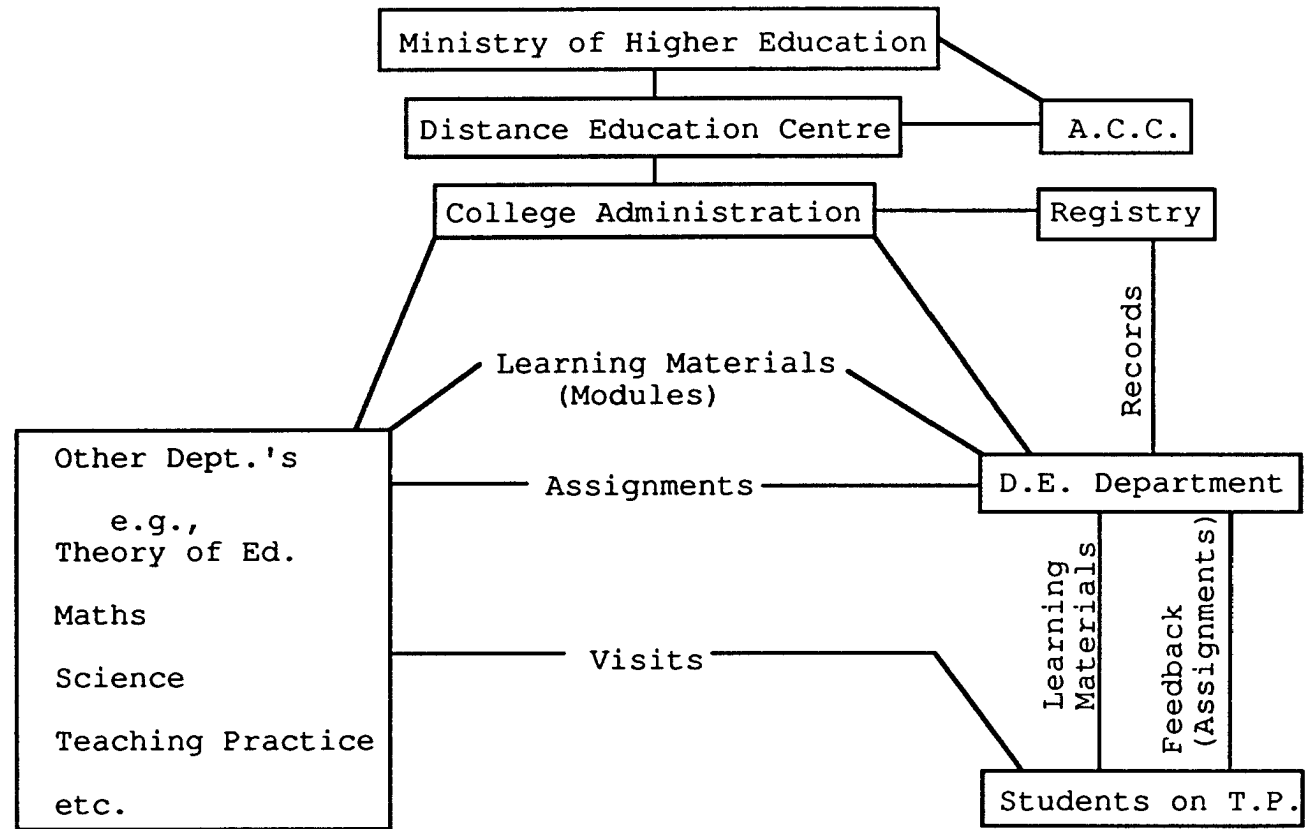 Ministry of Higher Education
Distance Education Centre
A.C.C.
College Administration
Registry
Records
Learning Materials
(Modules)
Other Dept.'s
e.g.,
Theory of Ed.
Maths
Science
Teaching Practice
etc.
Assignments
D.E. Department
Visits
Learning
Materials
Feedback
(Assignments)
Students on T.P.